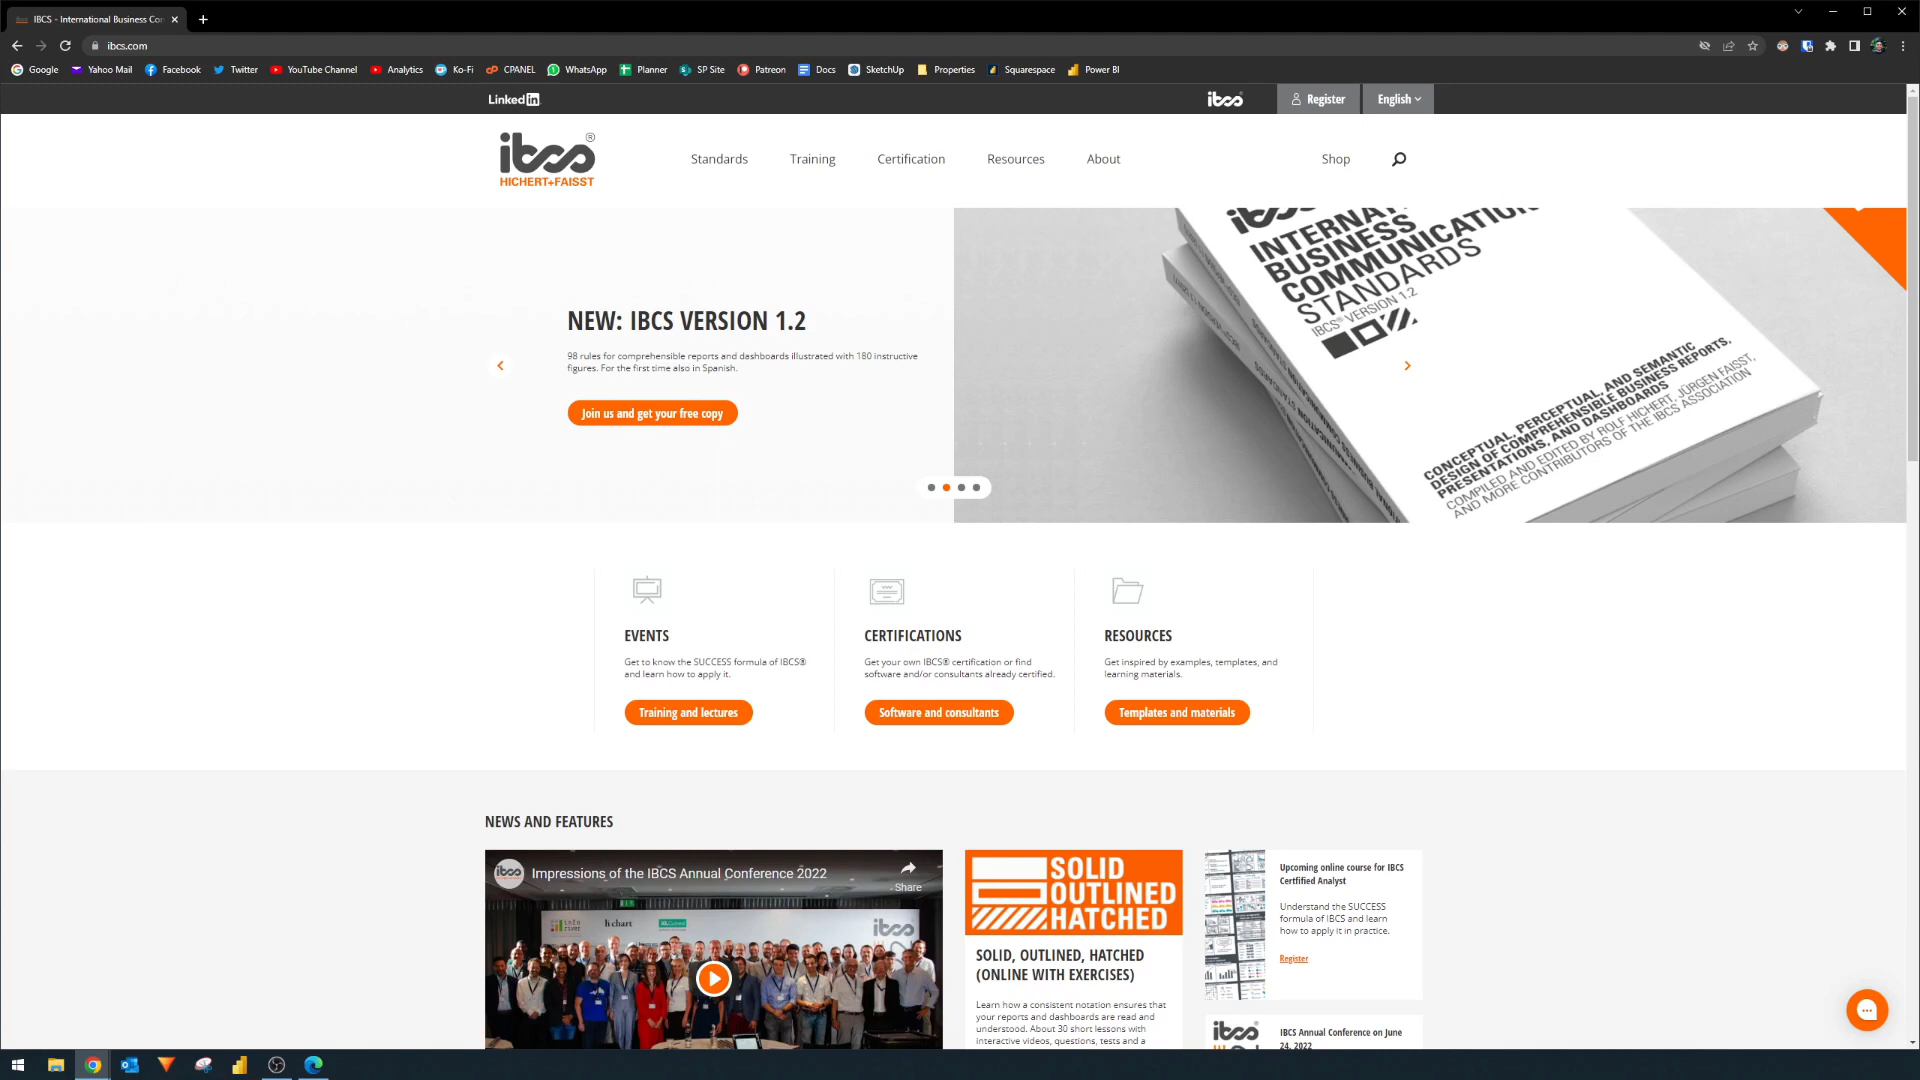 IBCS - International Business Con
ibcs.com
Google
Yahoo Mail
Facebook
Twitter
YouTube Channel
Analytics
Ko-Fi
CPANEL
WhatsApp
Planner
SP Site
Patreon
Docs
SketchUp
Properties
Squarespace
Power BI
Linked in
ibcs
Register
English
ibcs®
HICHERT+FAISST
Standards
Training
Certification
Resources
About
Shop
NEW: IBCS VERSION 1.2
98 rules for comprehensible reports and dashboards illustrated with 180 instructive
figures. For the first time also in Spanish.
Join us and get your free copy
INTERNATIONAL
BUSINESS
COMMUNICATION
STANDARDS
IBCS® VERSION 1.2
CONCEPTUAL, PERCEPTUAL, AND SEMANTIC
DESIGN OF COMPREHENSIBLE BUSINESS REPORTS,
PRESENTATIONS, AND DASHBOARDS
COMPILED AND EDITED BY ROLF HICHERT, JÜRGEN FAISST,
AND MORE CONTRIBUTORS OF THE IBCS ASSOCIATION
EVENTS
Get to know the SUCCESS formula of IBCS®
and learn how to apply it.
Training and lectures
CERTIFICATIONS
Get your own IBCS® certification or find
software and/or consultants already certified.
Software and consultants
RESOURCES
Get inspired by examples, templates, and
learning materials.
Templates and materials
NEWS AND FEATURES
ibcs
Impressions of the IBCS Annual Conference 2022
Share
hichart
ibcs
SOLID
OUTLINED
HATCHED
SOLID, OUTLINED, HATCHED
(ONLINE WITH EXERCISES)
Learn how a consistent notation ensures that
your reports and dashboards are read and
understood. About 30 short lessons with
interactive videos, questions, tests and a
Upcoming online course for IBCS
Certfified Analyst
Understand the SUCCESS
formula of IBCS and learn
how to apply it in practice.
Register
ibcs
IBCS Annual Conference on June
24, 2022